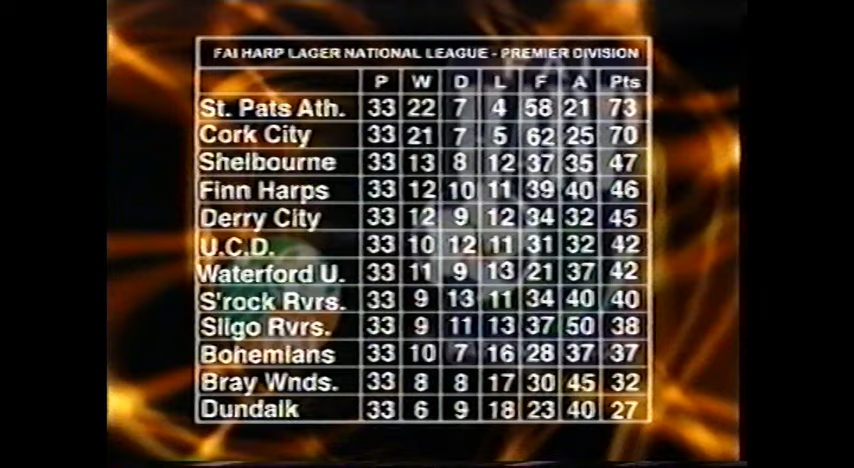 FAI HARP LAGER NATIONAL LEAGUE - PREMIER DIVISION
P W D L F A Pts
St. Pats Ath. 33 22 7 4 58 21 73
Cork City 33 21 7 5 62 25 70
Shelbourne 33 13 8 12 37 35 47
Finn Harps 33 12 10 11 39 40 46
Derry City 33 12 9 12 34 32 45
U.C.D. 33 10 12 11 31 32 42
Waterford U. 33 11 9 13 21 37 42
S'rock Rvrs. 33 9 13 11 34 40 40
Sligo Rvrs. 33 9 11 13 37 50 38
Bohemians 33 10 7 16 28 37 37
Bray Wnds. 33 8 8 17 30 45 32
Dundalk 33 6 9 18 23 40 27